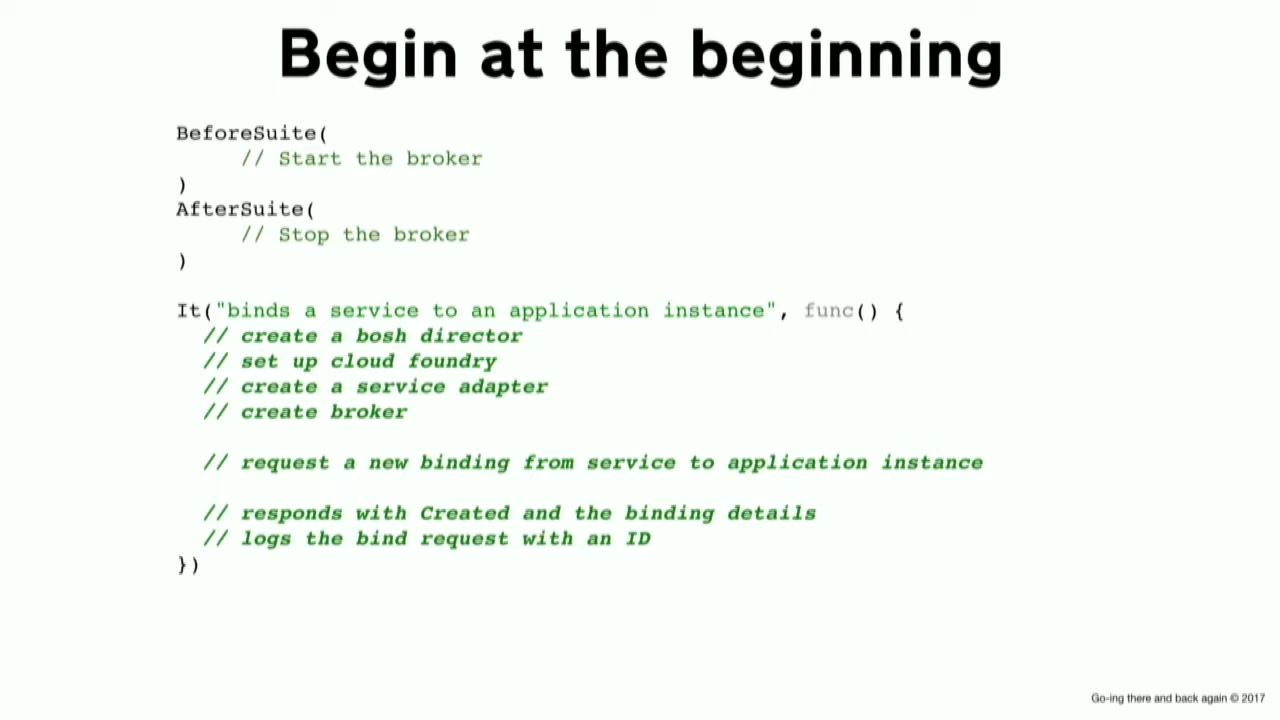 Begin at the beginning
BeforeSuite(
// Start the broker
)
AfterSuite(
// Stop the broker
)
It("binds a service to an application instance", func() {
// create a bosh director
// set up cloud foundry
// create a service adapter
// create broker
// request a new binding from service to application instance
// responds with Created and the binding details
// logs the bind request with an ID
})
Go-ing there and back again © 2017